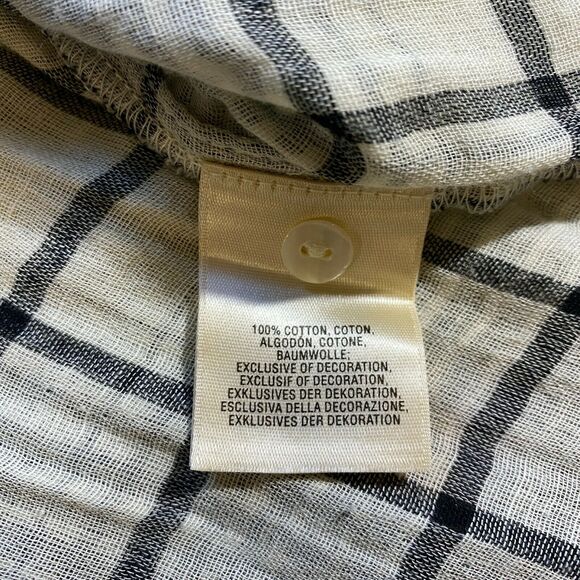 100% COTTON, COTON,
ALGODÓN, COTONE,
BAUMWOLLE;
EXCLUSIVE OF DECORATION,
EXCLUSIF OF DECORATION,
EXKLUSIVES DER DEKORATION,
ESCLUSIVA DELLA DECORAZIONE,
EXKLUSIVES DER DEKORATION